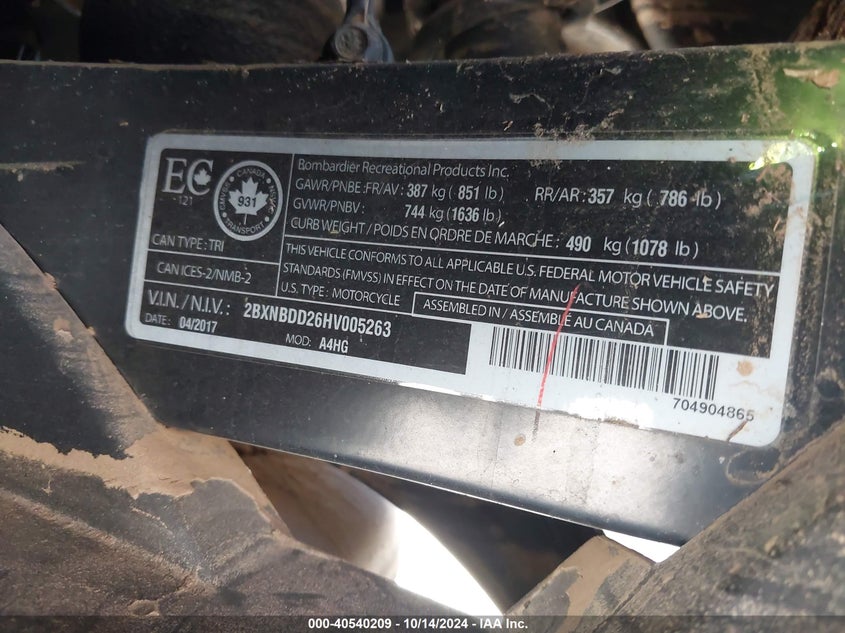 EC
-121-
CANADA
931
TRANSPORT
CAN TYPE: TRI
CAN ICES-2/NMB-2
Bombardier Recreational Products Inc.
GAWR/PNBE: FR/AV: 387 kg ( 851 lb) RR/AR: 357 kg ( 786 lb)
GVWR/PNBV : 744 kg (1636 lb)
CURB WEIGHT / POIDS EN ORDRE DE MARCHE: 490 kg (1078 lb)
THIS VEHICLE CONFORMS TO ALL APPLICABLE U.S. FEDERAL MOTOR VEHICLE SAFETY
STANDARDS (FMVSS) IN EFFECT ON THE DATE OF MANUFACTURE SHOWN ABOVE.
U.S. TYPE: MOTORCYCLE ASSEMBLED IN / ASSEMBLE AU CANADA
V.I.N. / N.I.V.: 2BXNBDD26HV005263
DATE: 04/2017 MOD: A4HG
704904865
000-40540209 - 10/14/2024 - IAA Inc.